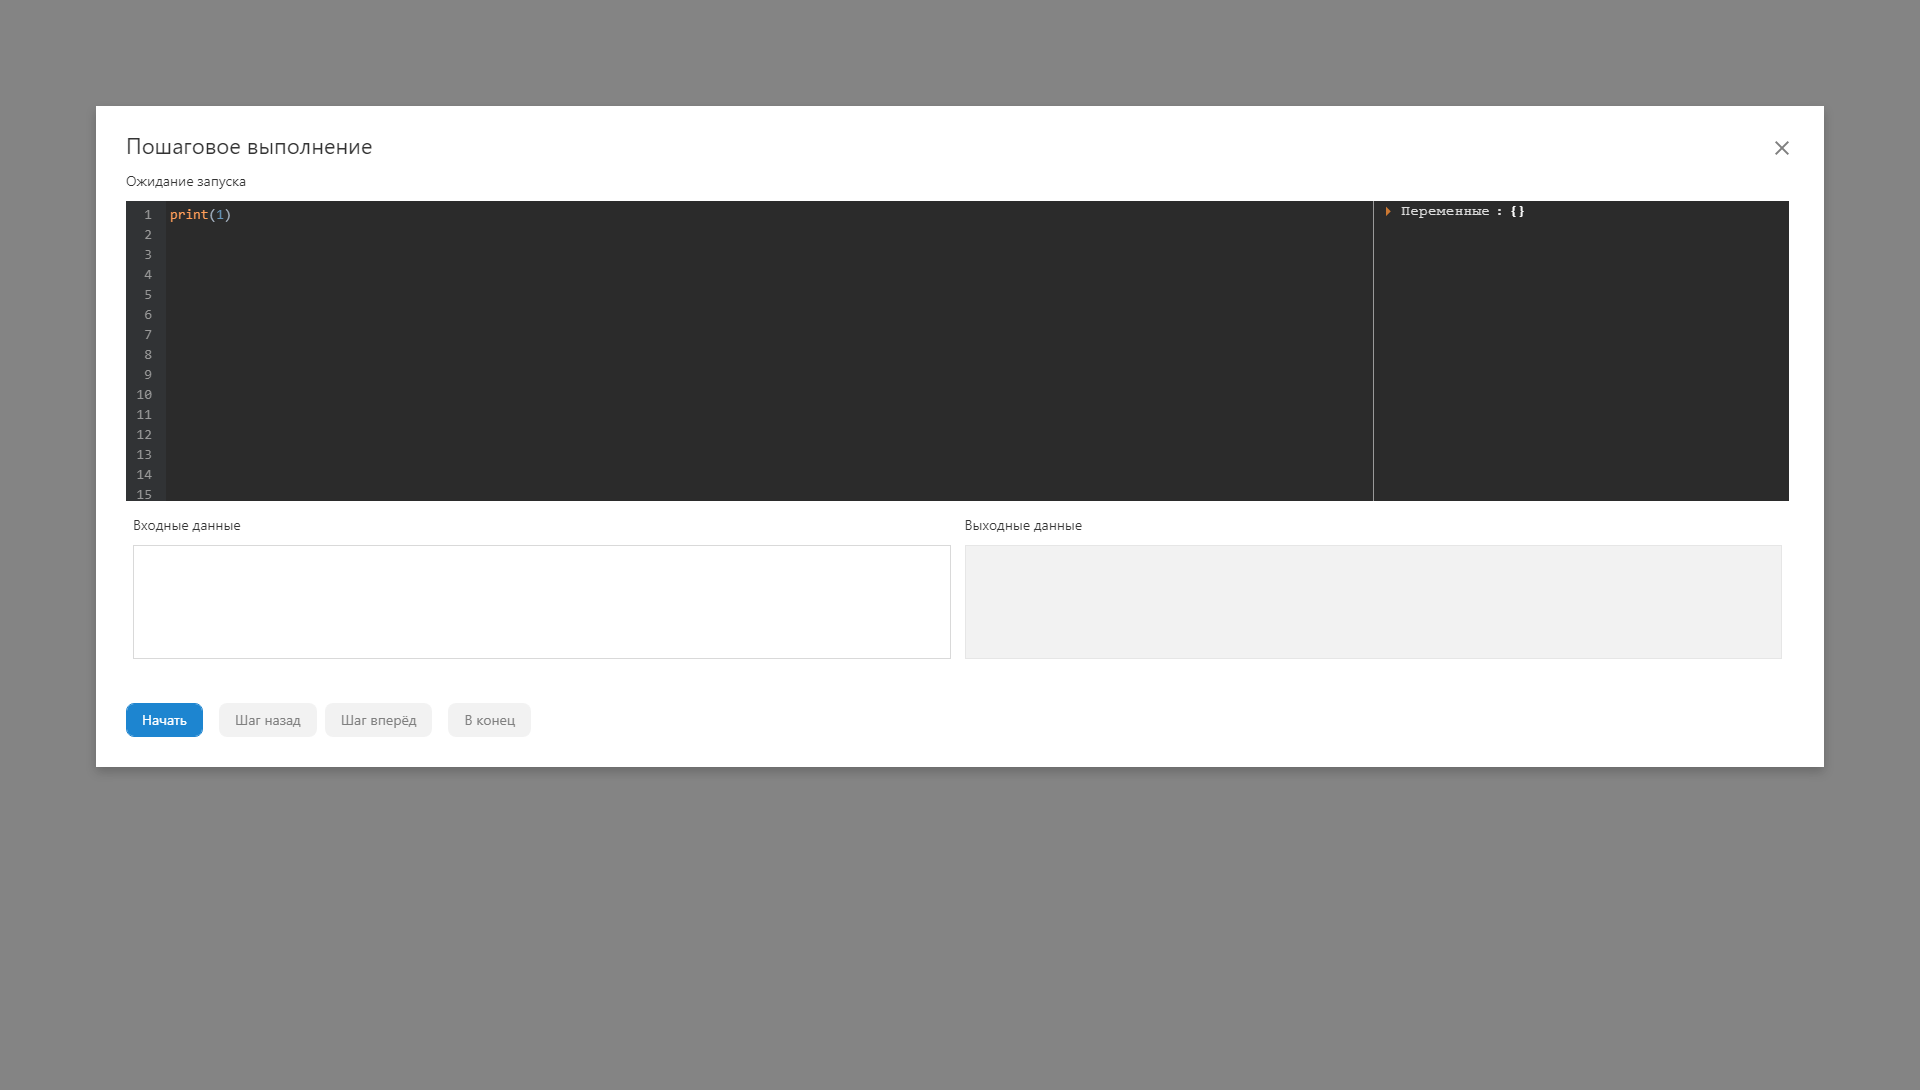 Пошаговое выполнение
Ожидание запуска
1 print(1)
2
3
4
5
6
7
8
9
10
11
12
13
14
15
Переменные : {}
Входные данные
Выходные данные
Начать
Шаг назад
Шаг вперёд
В конец